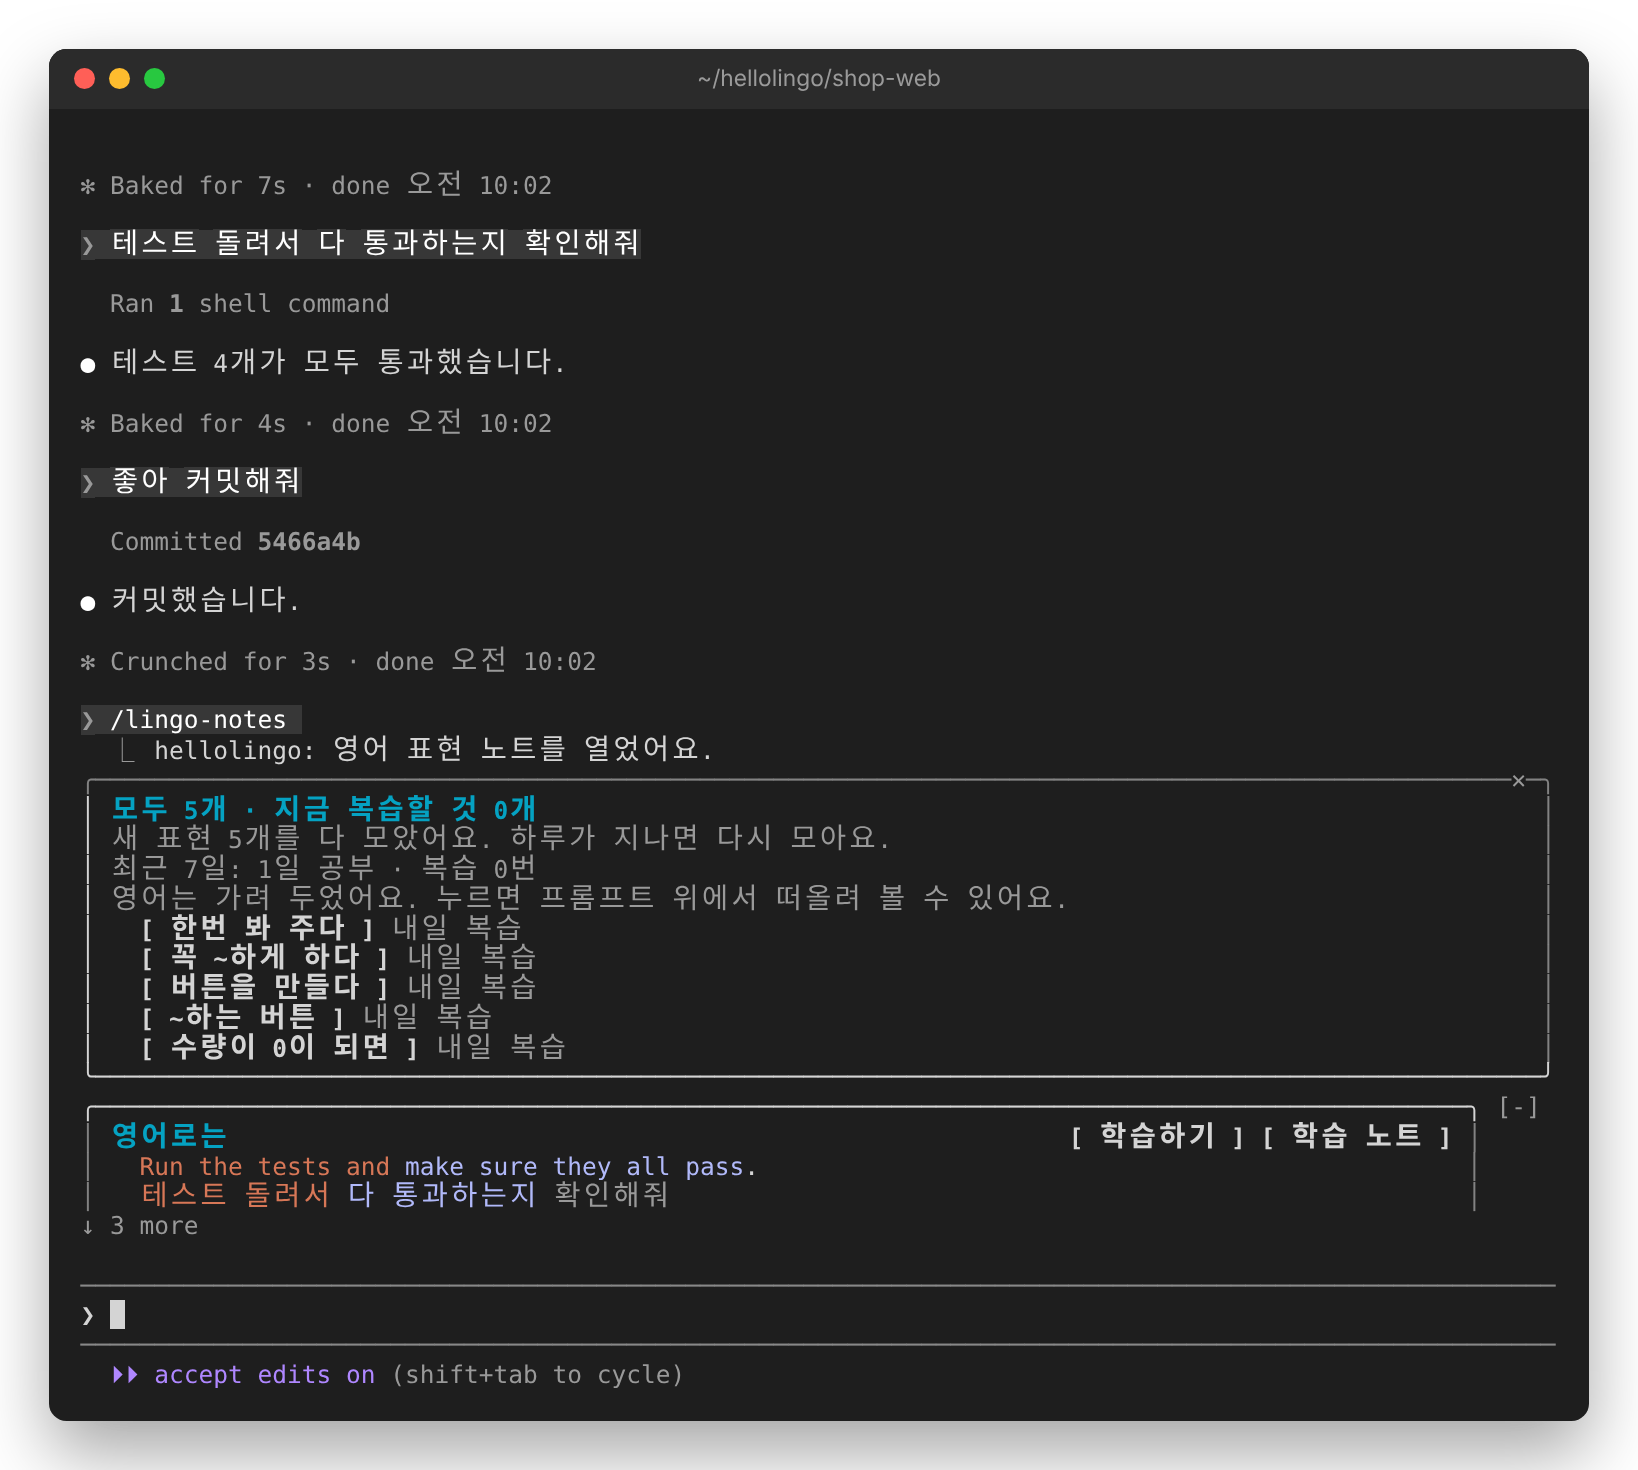 ~/hellolingo/shop-web
✻ Baked for 7s · done 오전 10:02
❯ 테스트 돌려서 다 통과하는지 확인해줘
Ran 1 shell command
● 테스트 4개가 모두 통과했습니다.
✻ Baked for 4s · done 오전 10:02
❯ 좋아 커밋해줘
Committed 5466a4b
● 커밋했습니다.
✻ Crunched for 3s · done 오전 10:02
❯ /lingo-notes
⎿ hellolingo: 영어 표현 노트를 열었어요.
×
모두 5개 · 지금 복습할 것 0개
새 표현 5개를 다 모았어요. 하루가 지나면 다시 모아요.
최근 7일: 1일 공부 · 복습 0번
영어는 가려 두었어요. 누르면 프롬프트 위에서 떠올려 볼 수 있어요.
[ 한번 봐 주다 ] 내일 복습
[ 꼭 ~하게 하다 ] 내일 복습
[ 버튼을 만들다 ] 내일 복습
[ ~하는 버튼 ] 내일 복습
[ 수량이 0이 되면 ] 내일 복습
[-]
영어로는 [ 학습하기 ] [ 학습 노트 ]
Run the tests and make sure they all pass.
테스트 돌려서 다 통과하는지 확인해줘
↓ 3 more
❯
⏵⏵ accept edits on (shift+tab to cycle)